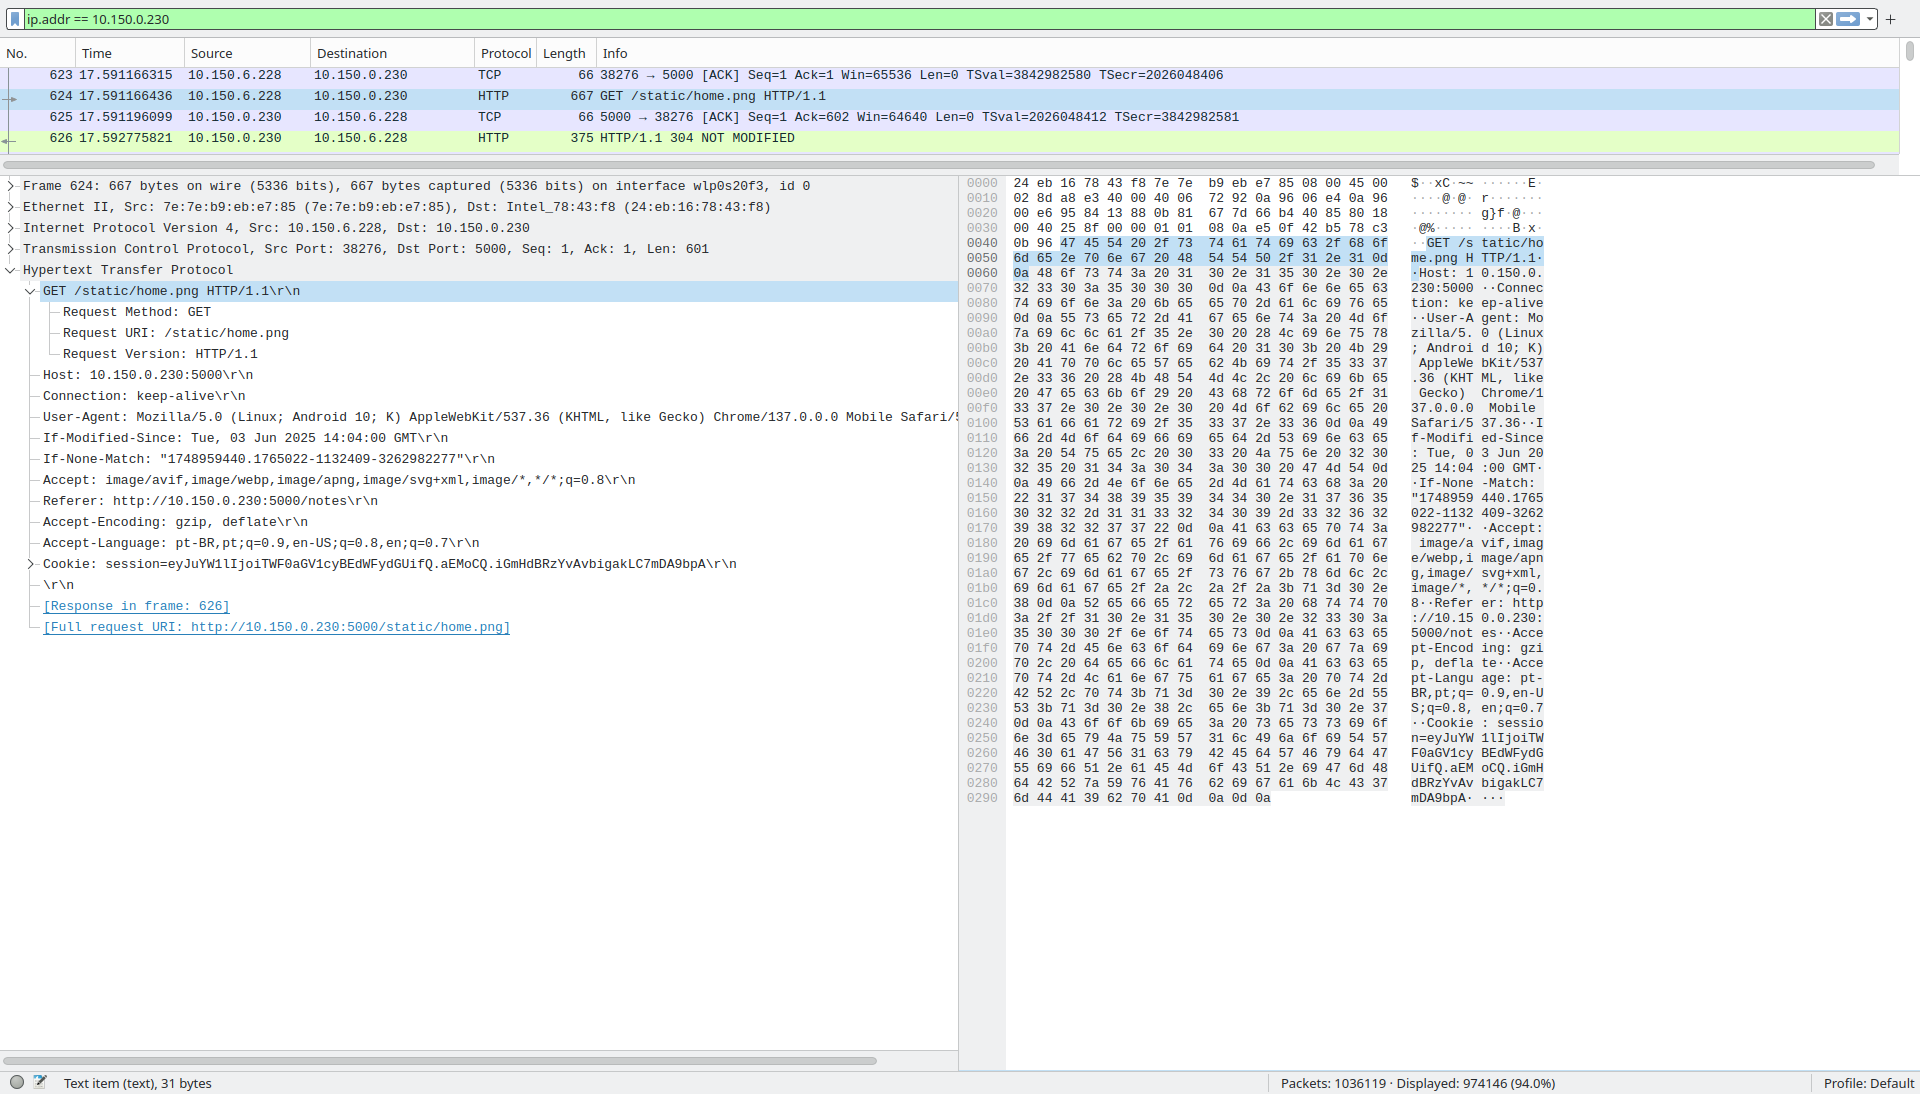 ip.addr == 10.150.0.230
No. Time Source Destination Protocol Length Info
623 17.591166315 10.150.6.228 10.150.0.230 TCP 66 38276 → 5000 [ACK] Seq=1 Ack=1 Win=65536 Len=0 TSval=3842982580 TSecr=2026048406
624 17.591166436 10.150.6.228 10.150.0.230 HTTP 667 GET /static/home.png HTTP/1.1
625 17.591196099 10.150.0.230 10.150.6.228 TCP 66 5000 → 38276 [ACK] Seq=1 Ack=602 Win=64640 Len=0 TSval=2026048412 TSecr=3842982581
626 17.592775821 10.150.0.230 10.150.6.228 HTTP 375 HTTP/1.1 304 NOT MODIFIED
Frame 624: 667 bytes on wire (5336 bits), 667 bytes captured (5336 bits) on interface wlp0s20f3, id 0
Ethernet II, Src: 7e:7e:b9:eb:e7:85 (7e:7e:b9:eb:e7:85), Dst: Intel_78:43:f8 (24:eb:16:78:43:f8)
Internet Protocol Version 4, Src: 10.150.6.228, Dst: 10.150.0.230
Transmission Control Protocol, Src Port: 38276, Dst Port: 5000, Seq: 1, Ack: 1, Len: 601
Hypertext Transfer Protocol
GET /static/home.png HTTP/1.1\r\n
Request Method: GET
Request URI: /static/home.png
Request Version: HTTP/1.1
Host: 10.150.0.230:5000\r\n
Connection: keep-alive\r\n
User-Agent: Mozilla/5.0 (Linux; Android 10; K) AppleWebKit/537.36 (KHTML, like Gecko) Chrome/137.0.0.0 Mobile Safari/5
If-Modified-Since: Tue, 03 Jun 2025 14:04:00 GMT\r\n
If-None-Match: "1748959440.1765022-1132409-3262982277"\r\n
Accept: image/avif,image/webp,image/apng,image/svg+xml,image/*,*/*;q=0.8\r\n
Referer: http://10.150.0.230:5000/notes\r\n
Accept-Encoding: gzip, deflate\r\n
Accept-Language: pt-BR,pt;q=0.9,en-US;q=0.8,en;q=0.7\r\n
Cookie: session=eyJuYW1lIjoiTWF0aGV1cyBEdWFydGUifQ.aEMoCQ.iGmHdBRzYvAvbigakLC7mDA9bpA\r\n
\r\n
[Response in frame: 626]
[Full request URI: http://10.150.0.230:5000/static/home.png]
0000 24 eb 16 78 43 f8 7e 7e b9 eb e7 85 08 00 45 00 $··xC·~~ ······E·
0010 02 8d a8 e3 40 00 40 06 72 92 0a 96 06 e4 0a 96 ····@·@· r·······
0020 00 e6 95 84 13 88 0b 81 67 7d 66 b4 40 85 80 18 ········ g}f·@···
0030 00 40 25 8f 00 00 01 01 08 0a e5 0f 42 b5 78 c3 ·@%····· ····B·x·
0040 0b 96 47 45 54 20 2f 73 74 61 74 69 63 2f 68 6f ··GET /s tatic/ho
0050 6d 65 2e 70 6e 67 20 48 54 54 50 2f 31 2e 31 0d me.png H TTP/1.1·
0060 0a 48 6f 73 74 3a 20 31 30 2e 31 35 30 2e 30 2e ·Host: 1 0.150.0.
0070 32 33 30 3a 35 30 30 30 0d 0a 43 6f 6e 6e 65 63 230:5000 ··Connec
0080 74 69 6f 6e 3a 20 6b 65 65 70 2d 61 6c 69 76 65 tion: ke ep-alive
0090 0d 0a 55 73 65 72 2d 41 67 65 6e 74 3a 20 4d 6f ··User-A gent: Mo
00a0 7a 69 6c 6c 61 2f 35 2e 30 20 28 4c 69 6e 75 78 zilla/5. 0 (Linux
00b0 3b 20 41 6e 64 72 6f 69 64 20 31 30 3b 20 4b 29 ; Androi d 10; K)
00c0 20 41 70 70 6c 65 57 65 62 4b 69 74 2f 35 33 37 AppleWe bKit/537
00d0 2e 33 36 20 28 4b 48 54 4d 4c 2c 20 6c 69 6b 65 .36 (KHT ML, like
00e0 20 47 65 63 6b 6f 29 20 43 68 72 6f 6d 65 2f 31 Gecko) Chrome/1
00f0 33 37 2e 30 2e 30 2e 30 20 4d 6f 62 69 6c 65 20 37.0.0.0 Mobile
0100 53 61 66 61 72 69 2f 35 33 37 2e 33 36 0d 0a 49 Safari/5 37.36··I
0110 66 2d 4d 6f 64 69 66 69 65 64 2d 53 69 6e 63 65 f-Modifi ed-Since
0120 3a 20 54 75 65 2c 20 30 33 20 4a 75 6e 20 32 30 : Tue, 0 3 Jun 20
0130 32 35 20 31 34 3a 30 34 3a 30 30 20 47 4d 54 0d 25 14:04 :00 GMT·
0140 0a 49 66 2d 4e 6f 6e 65 2d 4d 61 74 63 68 3a 20 ·If-None -Match:
0150 22 31 37 34 38 39 35 39 34 34 30 2e 31 37 36 35 "1748959 440.1765
0160 30 32 32 2d 31 31 33 32 34 30 39 2d 33 32 36 32 022-1132 409-3262
0170 39 38 32 32 37 37 22 0d 0a 41 63 63 65 70 74 3a 982277"· ·Accept:
0180 20 69 6d 61 67 65 2f 61 76 69 66 2c 69 6d 61 67 image/a vif,imag
0190 65 2f 77 65 62 70 2c 69 6d 61 67 65 2f 61 70 6e e/webp,i mage/apn
01a0 67 2c 69 6d 61 67 65 2f 73 76 67 2b 78 6d 6c 2c g,image/ svg+xml,
01b0 69 6d 61 67 65 2f 2a 2c 2a 2f 2a 3b 71 3d 30 2e image/*, */*;q=0.
01c0 38 0d 0a 52 65 66 65 72 65 72 3a 20 68 74 74 70 8··Refer er: http
01d0 3a 2f 2f 31 30 2e 31 35 30 2e 30 2e 32 33 30 3a ://10.15 0.0.230:
01e0 35 30 30 30 2f 6e 6f 74 65 73 0d 0a 41 63 63 65 5000/not es··Acce
01f0 70 74 2d 45 6e 63 6f 64 69 6e 67 3a 20 67 7a 69 pt-Encod ing: gzi
0200 70 2c 20 64 65 66 6c 61 74 65 0d 0a 41 63 63 65 p, defla te··Acce
0210 70 74 2d 4c 61 6e 67 75 61 67 65 3a 20 70 74 2d pt-Langu age: pt-
0220 42 52 2c 70 74 3b 71 3d 30 2e 39 2c 65 6e 2d 55 BR,pt;q= 0.9,en-U
0230 53 3b 71 3d 30 2e 38 2c 65 6e 3b 71 3d 30 2e 37 S;q=0.8, en;q=0.7
0240 0d 0a 43 6f 6f 6b 69 65 3a 20 73 65 73 73 69 6f ··Cookie : sessio
0250 6e 3d 65 79 4a 75 59 57 31 6c 49 6a 6f 69 54 57 n=eyJuYW 1lIjoiTW
0260 46 30 61 47 56 31 63 79 42 45 64 57 46 79 64 47 F0aGV1cy BEdWFydG
0270 55 69 66 51 2e 61 45 4d 6f 43 51 2e 69 47 6d 48 UifQ.aEM oCQ.iGmH
0280 64 42 52 7a 59 76 41 76 62 69 67 61 6b 4c 43 37 dBRzYvAv bigakLC7
0290 6d 44 41 39 62 70 41 0d 0a 0d 0a mDA9bpA· ···
Text item (text), 31 bytes
Packets: 1036119 · Displayed: 974146 (94.0%)
Profile: Default